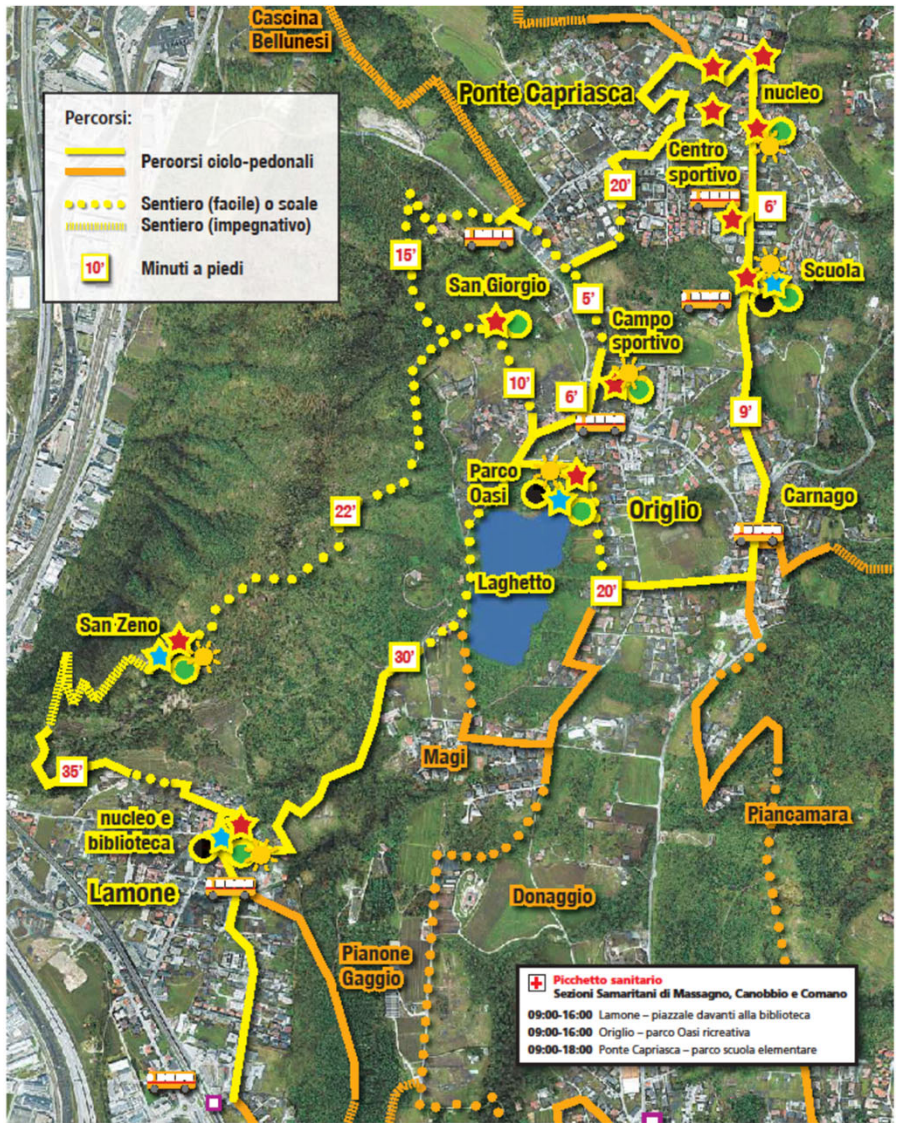 Cascina
Bellunesi
Ponte Capriasca
nucleo
Percorsi:
Percorsi ciclo-pedonali
Sentiero (facile) o scale
Sentiero (impegnativo)
10'
Minuti a piedi
Centro
sportivo
20'
6'
15'
San Giorgio
Scuola
5'
Campo
sportivo
10'
6'
9'
Parco
Oasi
Origlio
Carnago
22'
Laghetto
20'
San Zeno
30'
Magi
35'
nucleo e
biblioteca
Piancamara
Lamone
Donaggio
Pianone
Gaggio
Picchetto sanitario
Sezioni Samaritani di Massagno, Canobbio e Comano
09:00-16:00 Lamone – piazzale davanti alla biblioteca
09:00-16:00 Origlio – parco Oasi ricreativa
09:00-18:00 Ponte Capriasca – parco scuola elementare